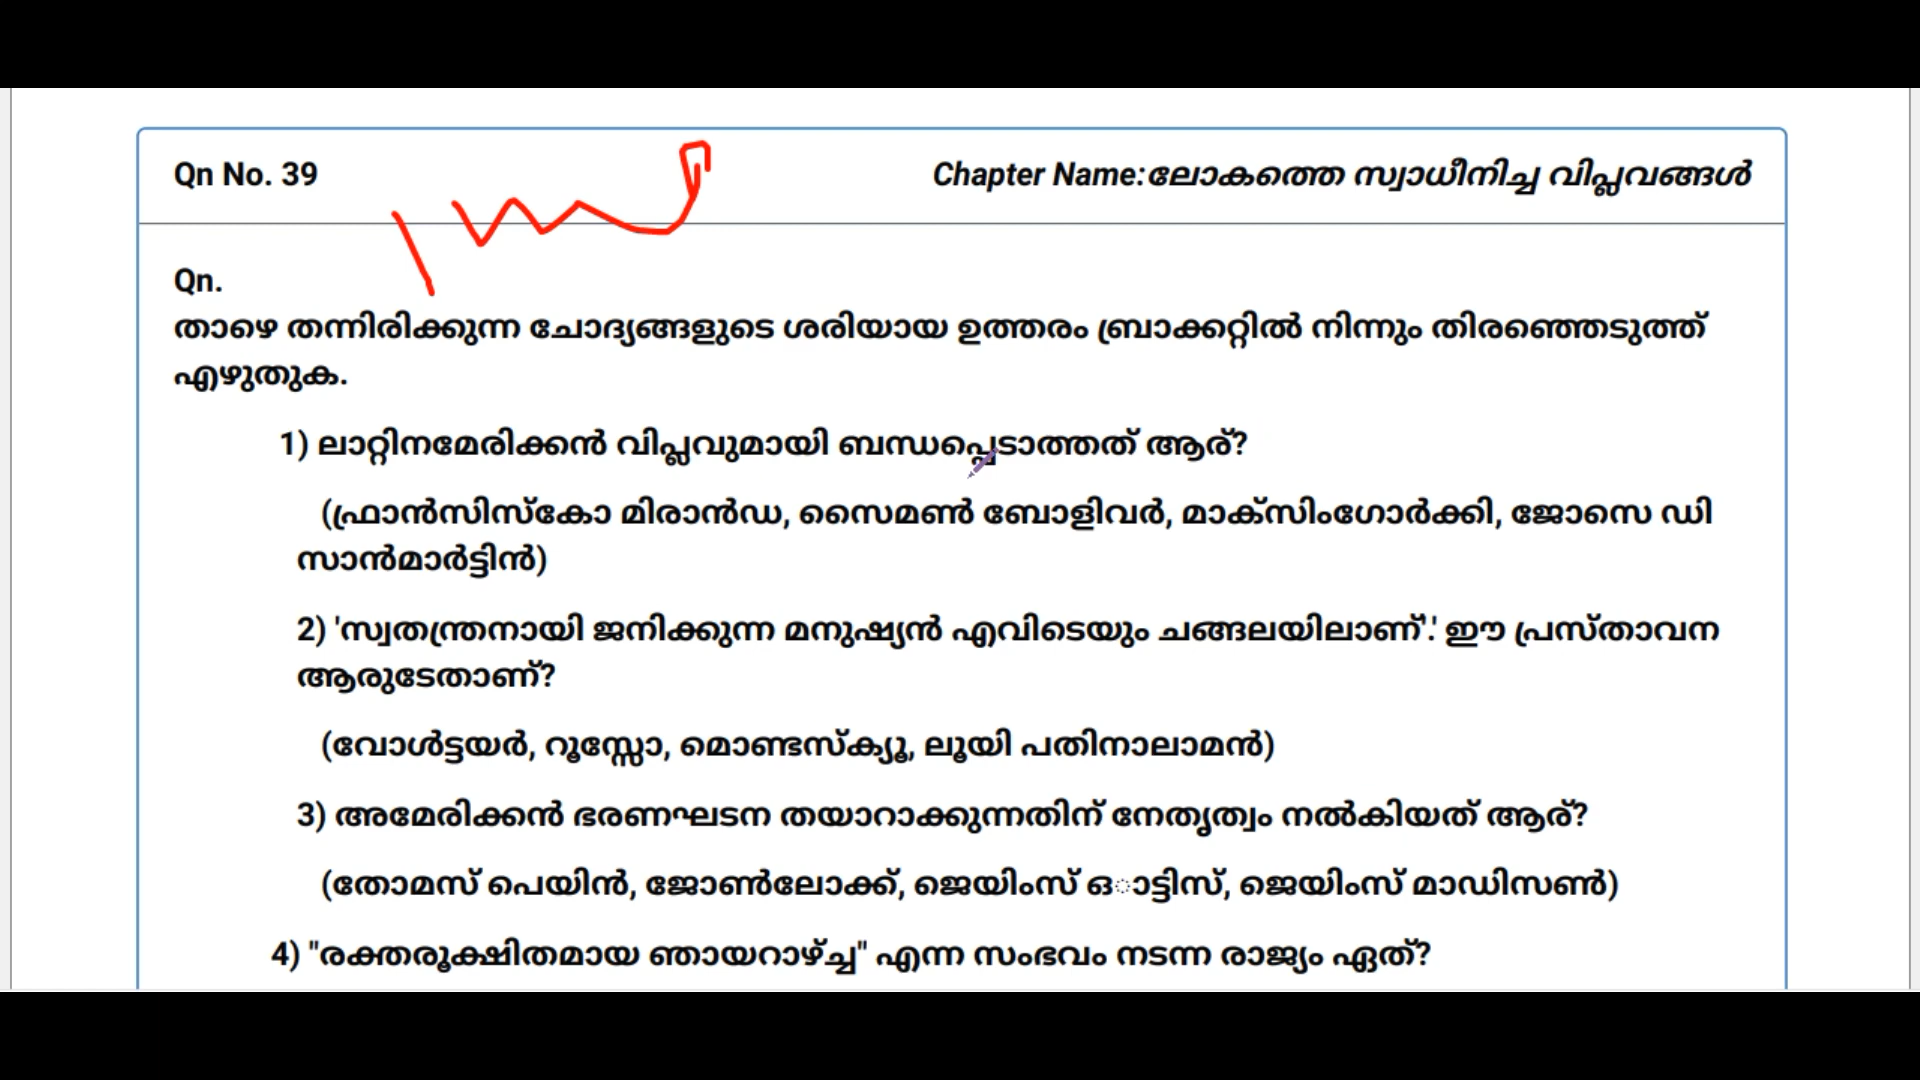 Qn No. 39
Chapter Name:ലോകത്തെ സ്വാധീനിച്ച വിപ്ലവങ്ങൾ
Qn.
താഴെ തന്നിരിക്കുന്ന ചോദ്യങ്ങളുടെ ശരിയായ ഉത്തരം ബ്രാക്കറ്റിൽ നിന്നും തിരഞ്ഞെടുത്ത്
എഴുതുക.
1) ലാറ്റിനമേരിക്കൻ വിപ്ലവുമായി ബന്ധപ്പെടാത്തത് ആര്?
(ഫ്രാൻസിസ്കോ മിരാൻഡ, സൈമൺ ബോളിവർ, മാക്സിംഗോർക്കി, ജോസെ ഡി
സാൻമാർട്ടിൻ)
2) 'സ്വതന്ത്രനായി ജനിക്കുന്ന മനുഷ്യൻ എവിടെയും ചങ്ങലയിലാണ്'.' ഈ പ്രസ്താവന
ആരുടേതാണ്?
(വോൾട്ടയർ, റൂസ്സോ, മൊണ്ടസ്ക്യൂ, ലൂയി പതിനാലാമൻ)
3) അമേരിക്കൻ ഭരണഘടന തയാറാക്കുന്നതിന് നേതൃത്വം നൽകിയത് ആര്?
(തോമസ് പെയിൻ, ജോൺലോക്ക്, ജെയിംസ് ഒാട്ടിസ്, ജെയിംസ് മാഡിസൺ)
4) "രക്തരൂക്ഷിതമായ ഞായറാഴ്ച്ച" എന്ന സംഭവം നടന്ന രാജ്യം ഏത്?